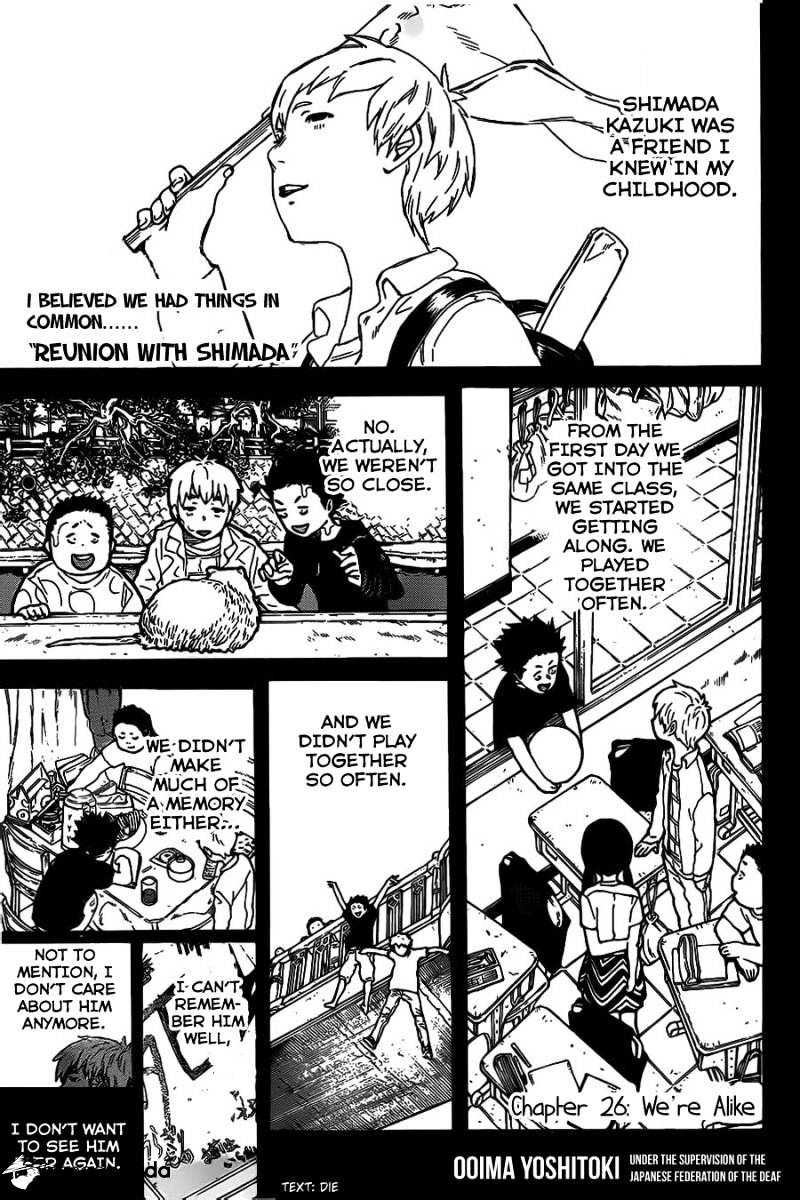 SHIMADA
KAZUKI WAS
A FRIEND I
KNEW IN MY
CHILDHOOD.
I BELIEVED WE HAD THINGS IN
COMMON......
"REUNION WITH SHIMADA"
FROM THE
FIRST DAY WE
GOT INTO THE
SAME CLASS,
WE STARTED
GETTING
ALONG. WE
PLAYED
TOGETHER
OFTEN.
NO.
ACTUALLY,
WE WEREN'T
SO CLOSE.
AND WE
DIDN'T PLAY
TOGETHER
SO OFTEN.
WE DIDN'T
MAKE
MUCH OF
A MEMORY
EITHER...
I CAN'T
REMEM-
BER HIM
WELL,
NOT TO
MENTION, I
DON'T CARE
ABOUT HIM
ANYMORE.
I DON'T WANT
TO SEE HIM
AGAIN.
Chapter 26: We're Alike
TEXT: DIE
OOIMA YOSHITOKI
UNDER THE SUPERVISION OF THE
JAPANESE FEDERATION OF THE DEAF